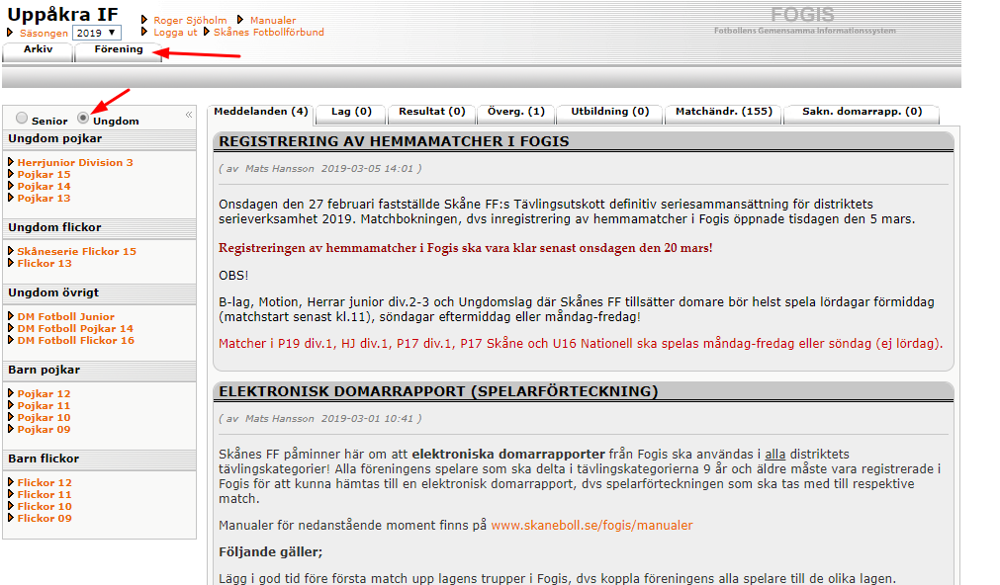 Uppåkra IF
Roger Sjöholm Manualer
Säsongen 2019 Logga ut Skånes Fotbollförbund
FOGIS
Fotbollens Gemensamma Informationssystem
Arkiv Förening
Senior Ungdom «
Ungdom pojkar
Herrjunior Division 3
Pojkar 15
Pojkar 14
Pojkar 13
Ungdom flickor
Skåneserie Flickor 15
Flickor 13
Ungdom övrigt
DM Fotboll Junior
DM Fotboll Pojkar 14
DM Fotboll Flickor 16
Barn pojkar
Pojkar 12
Pojkar 11
Pojkar 10
Pojkar 09
Barn flickor
Flickor 12
Flickor 11
Flickor 10
Flickor 09
Meddelanden (4) Lag (0) Resultat (0) Överg. (1) Utbildning (0) Matchändr. (155) Sakn. domarrapp. (0)
REGISTRERING AV HEMMAMATCHER I FOGIS
( av Mats Hansson 2019-03-05 14:01 )
Onsdagen den 27 februari fastställde Skåne FF:s Tävlingsutskott definitiv seriesammansättning för distriktets
serieverksamhet 2019. Matchbokningen, dvs inregistrering av hemmamatcher i Fogis öppnade tisdagen den 5 mars.
Registreringen av hemmamatcher i Fogis ska vara klar senast onsdagen den 20 mars!
OBS!
B-lag, Motion, Herrar junior div.2-3 och Ungdomslag där Skånes FF tillsätter domare bör helst spela lördagar förmiddag
(matchstart senast kl.11), söndagar eftermiddag eller måndag-fredag!
Matcher i P19 div.1, HJ div.1, P17 div.1, P17 Skåne och U16 Nationell ska spelas måndag-fredag eller söndag (ej lördag).
ELEKTRONISK DOMARRAPPORT (SPELARFÖRTECKNING)
( av Mats Hansson 2019-03-01 10:41 )
Skånes FF påminner här om att elektroniska domarrapporter från Fogis ska användas i alla distriktets
tävlingskategorier! Alla föreningens spelare som ska delta i tävlingskategorierna 9 år och äldre måste vara registrerade i
Fogis för att kunna hämtas till en elektronisk domarrapport, dvs spelarförteckningen som ska tas med till respektive
match.
Manualer för nedanstående moment finns på www.skaneboll.se/fogis/manualer
Följande gäller;
Lägg i god tid före första match upp lagens trupper i Fogis, dvs koppla föreningens alla spelare till de olika lagen.